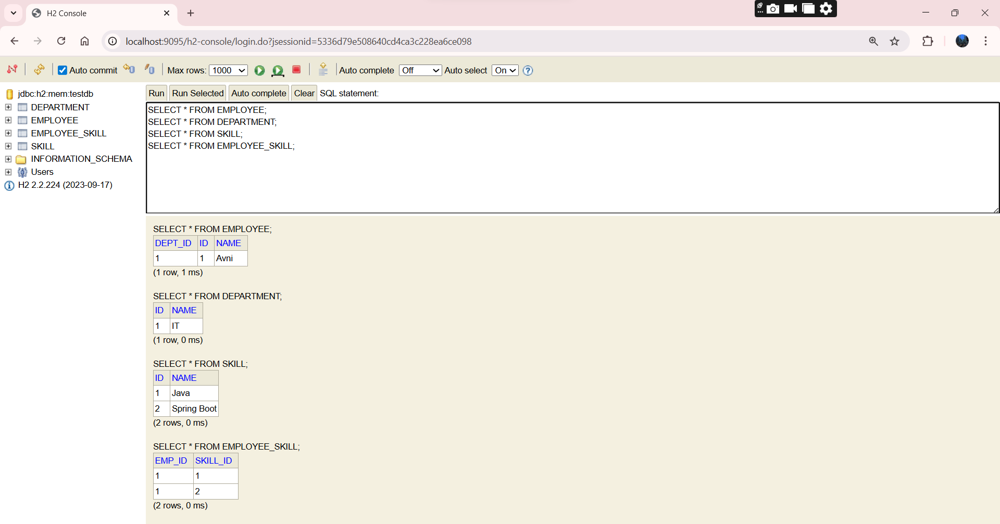 H2 Console
localhost:9095/h2-console/login.do?jsessionid=5336d79e508640cd4ca3c228ea6ce098
Auto commit Max rows: 1000 Auto complete Off Auto select On
jdbc:h2:mem:testdb
DEPARTMENT
EMPLOYEE
EMPLOYEE_SKILL
SKILL
INFORMATION_SCHEMA
Users
H2 2.2.224 (2023-09-17)
Run Run Selected Auto complete Clear SQL statement:
SELECT * FROM EMPLOYEE;
SELECT * FROM DEPARTMENT;
SELECT * FROM SKILL;
SELECT * FROM EMPLOYEE_SKILL;
SELECT * FROM EMPLOYEE;
DEPT_ID ID NAME
1 1 Avni
(1 row, 1 ms)
SELECT * FROM DEPARTMENT;
ID NAME
1 IT
(1 row, 0 ms)
SELECT * FROM SKILL;
ID NAME
1 Java
2 Spring Boot
(2 rows, 0 ms)
SELECT * FROM EMPLOYEE_SKILL;
EMP_ID SKILL_ID
1 1
1 2
(2 rows, 0 ms)